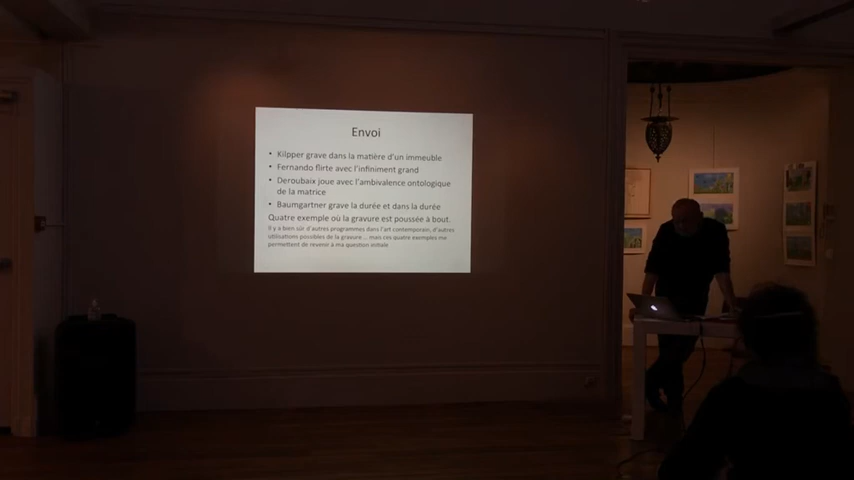 Envoi
• Kilpper grave dans la matière d'un immeuble
• Fernando flirte avec l'infiniment grand
• Deroubaix joue avec l'ambivalence ontologique
de la matrice
• Baumgartner grave la durée et dans la durée
Quatre exemple où la gravure est poussée à bout.
Il y a bien sûr d'autres programmes dans l'art contemporain, d'autres
utilisations possibles de la gravure ... mais ces quatre exemples me
permettent de revenir à ma question initiale